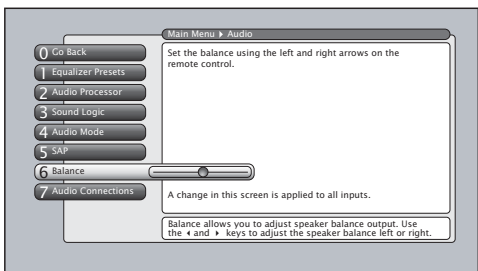 Main Menu ▸ Audio
0 Go Back
1 Equalizer Presets
2 Audio Processor
3 Sound Logic
4 Audio Mode
5 SAP
6 Balance
7 Audio Connections
Set the balance using the left and right arrows on the
remote control.
A change in this screen is applied to all inputs.
Balance allows you to adjust speaker balance output. Use
the ◂ and ▸ keys to adjust the speaker balance left or right.